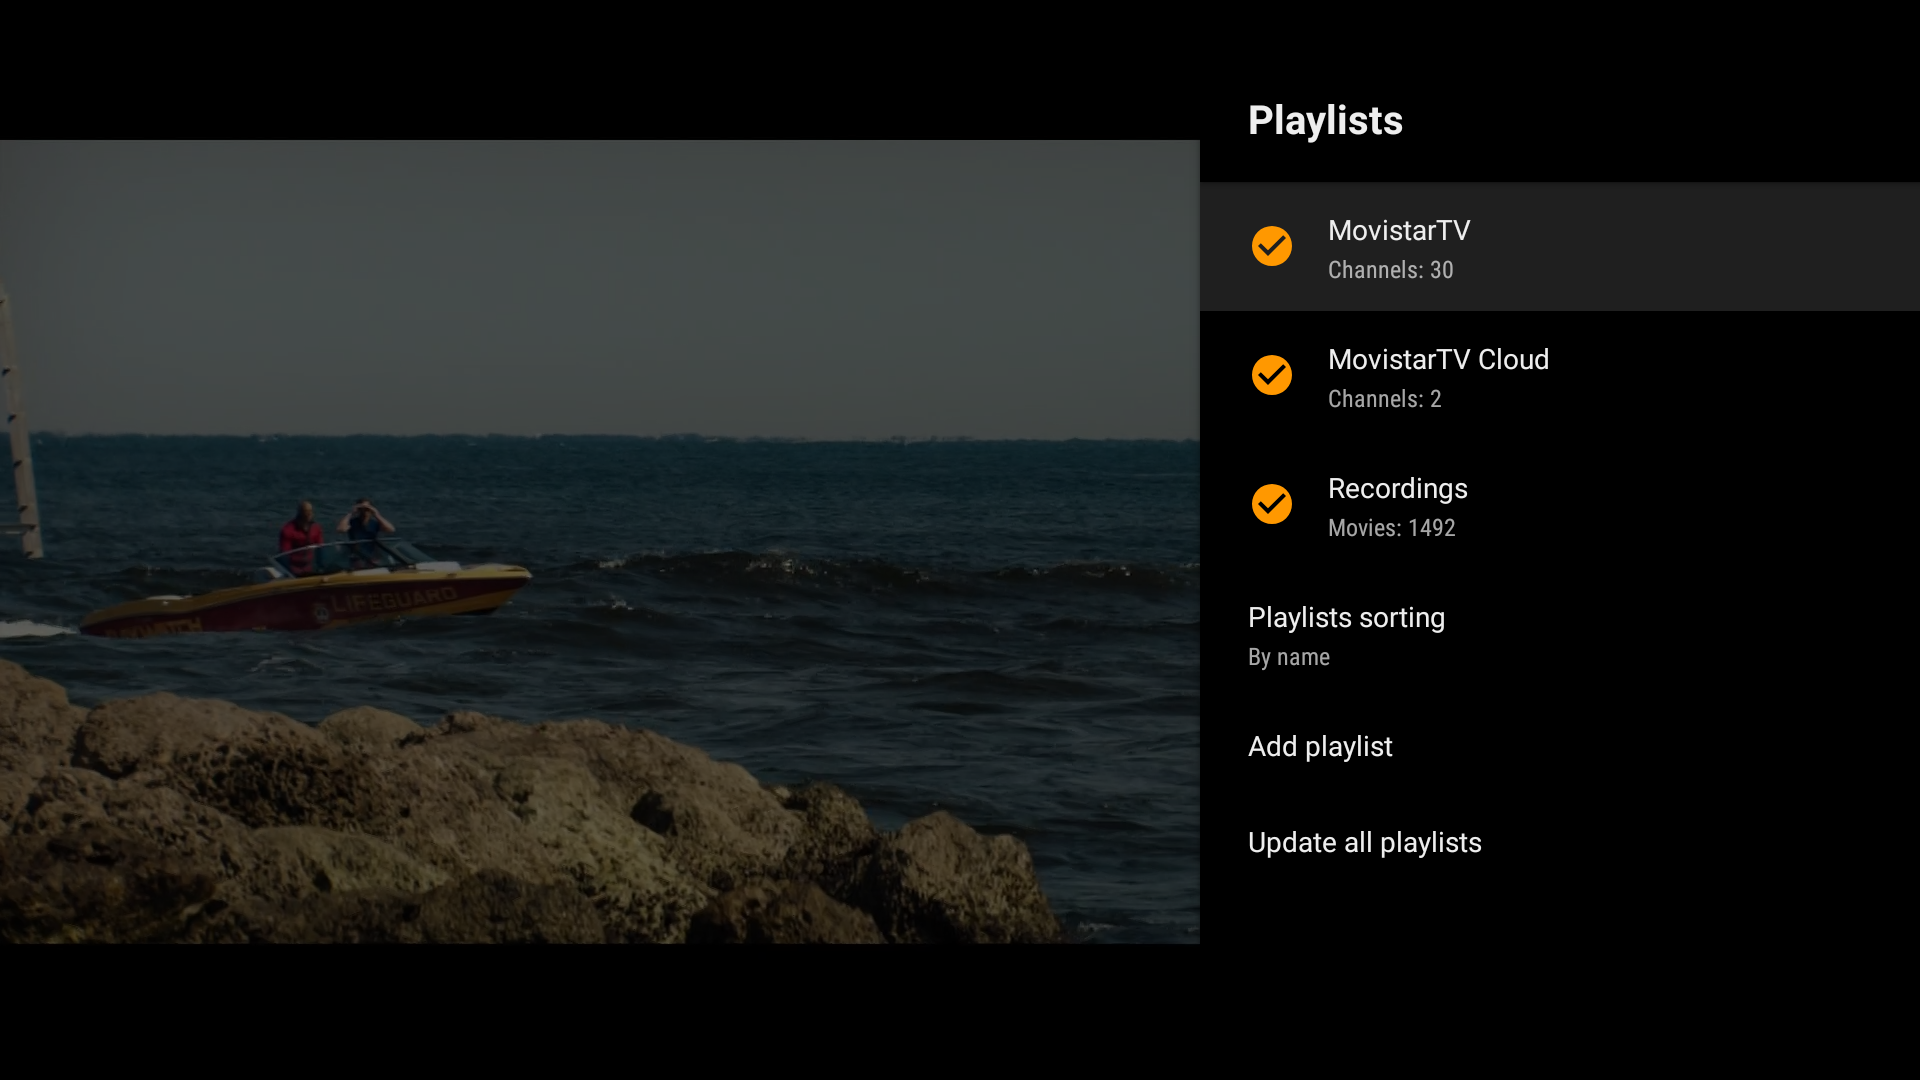 Playlists
MovistarTV
Channels: 30
MovistarTV Cloud
Channels: 2
Recordings
Movies: 1492
Playlists sorting
By name
Add playlist
Update all playlists
LIFEGUARD